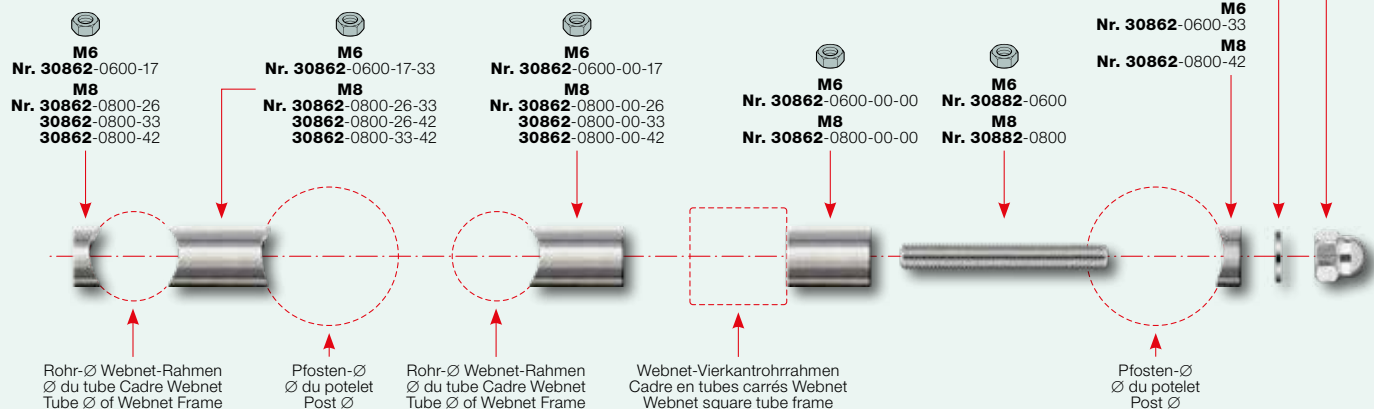 M6
Nr. 30862-0600-17
M8
Nr. 30862-0800-26
30862-0800-33
30862-0800-42
M6
Nr. 30862-0600-17-33
M8
Nr. 30862-0800-26-33
30862-0800-26-42
30862-0800-33-42
M6
Nr. 30862-0600-00-17
M8
Nr. 30862-0800-00-26
30862-0800-00-33
30862-0800-00-42
M6
Nr. 30862-0600-00-00
M8
Nr. 30862-0800-00-00
M6
Nr. 30882-0600
M8
Nr. 30882-0800
M6
Nr. 30862-0600-33
M8
Nr. 30862-0800-42
Rohr-Ø Webnet-Rahmen
Ø du tube Cadre Webnet
Tube Ø of Webnet Frame
Pfosten-Ø
Ø du potelet
Post Ø
Rohr-Ø Webnet-Rahmen
Ø du tube Cadre Webnet
Tube Ø of Webnet Frame
Webnet-Vierkantrohrrahmen
Cadre en tubes carrés Webnet
Webnet square tube frame
Pfosten-Ø
Ø du potelet
Post Ø